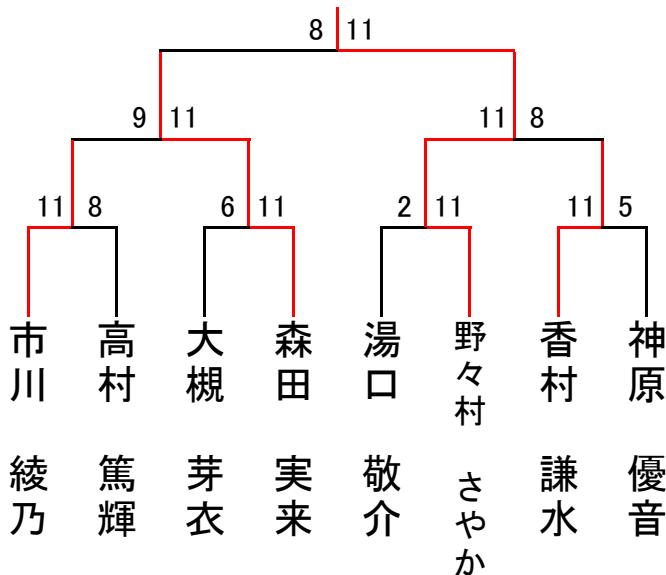 8 11
9 11
11 8
11 8
6 11
2 11
11 5
市川 綾乃
高村 篤輝
大槻 芽衣
森田 実来
湯口 敬介
野々村 さやか
香村 謙水
神原 優音